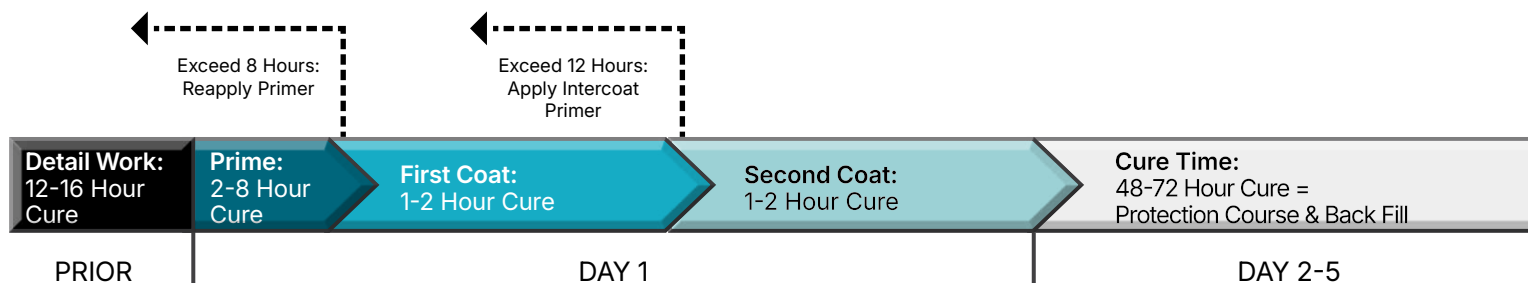 Exceed 8 Hours:
Reapply Primer
Exceed 12 Hours:
Apply Intercoat
Primer
Detail Work:
12-16 Hour
Cure
Prime:
2-8 Hour
Cure
First Coat:
1-2 Hour Cure
Second Coat:
1-2 Hour Cure
Cure Time:
48-72 Hour Cure =
Protection Course & Back Fill
PRIOR
DAY 1
DAY 2-5